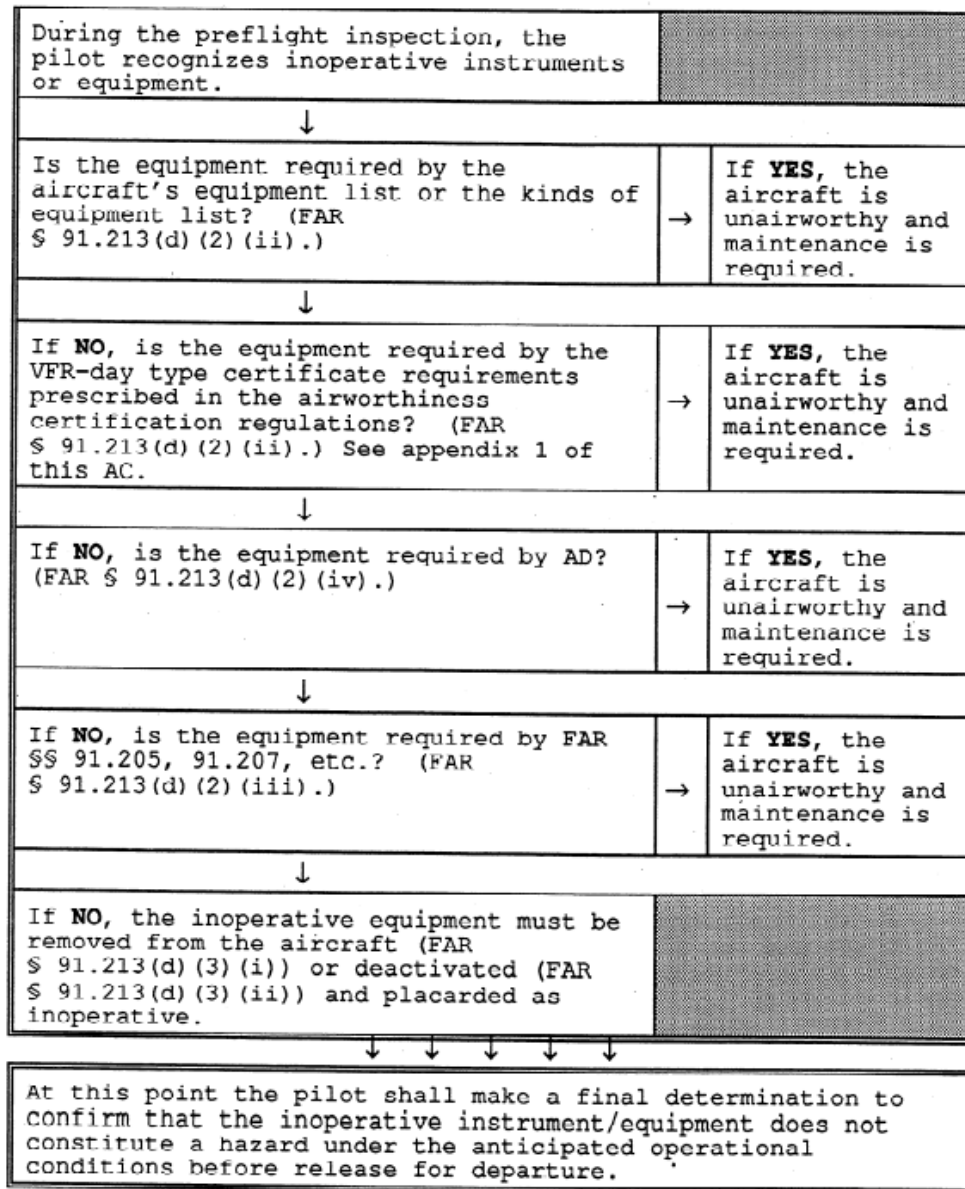 During the preflight inspection, the
pilot recognizes inoperative instruments
or equipment.
↓
Is the equipment required by the
aircraft's equipment list or the kinds of
equipment list? (FAR
§ 91.213(d)(2)(ii).)
→
If YES, the
aircraft is
unairworthy and
maintenance is
required.
↓
If NO, is the equipment required by the
VFR-day type certificate requirements
prescribed in the airworthiness
certification regulations? (FAR
§ 91.213(d)(2)(ii).) See appendix 1 of
this AC.
→
If YES, the
aircraft is
unairworthy and
maintenance is
required.
↓
If NO, is the equipment required by AD?
(FAR § 91.213(d)(2)(iv).)
→
If YES, the
aircraft is
unairworthy and
maintenance is
required.
↓
If NO, is the equipment required by FAR
§§ 91.205, 91.207, etc.? (FAR
§ 91.213(d)(2)(iii).)
→
If YES, the
aircraft is
unairworthy and
maintenance is
required.
↓
If NO, the inoperative equipment must be
removed from the aircraft (FAR
§ 91.213(d)(3)(i)) or deactivated (FAR
§ 91.213(d)(3)(ii)) and placarded as
inoperative.
↓ ↓ ↓ ↓ ↓
At this point the pilot shall make a final determination to
confirm that the inoperative instrument/equipment does not
constitute a hazard under the anticipated operational
conditions before release for departure.